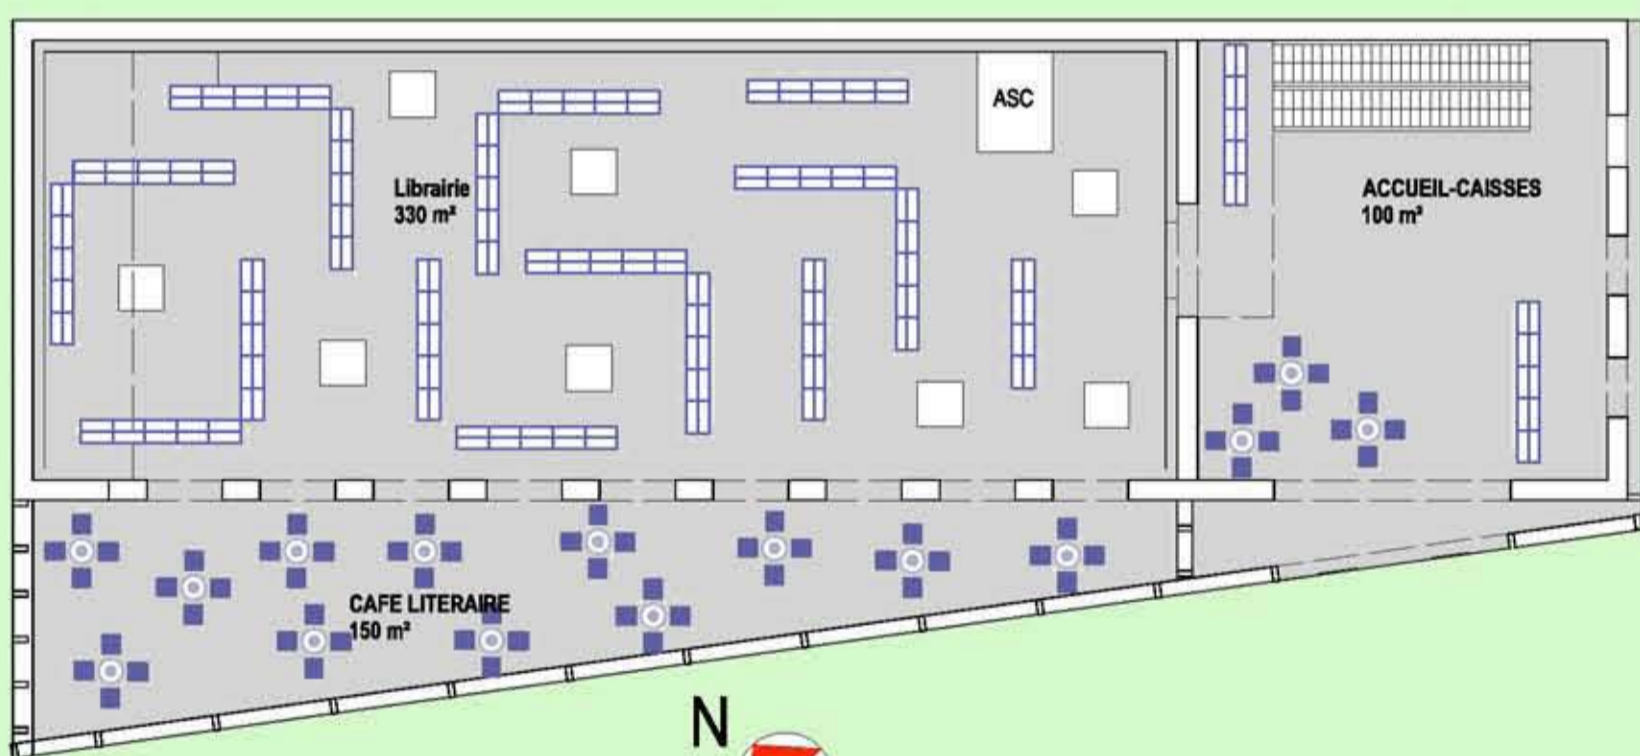 ASC
Librairie
330 m²
ACCUEIL-CAISSES
100 m²
CAFE LITERAIRE
150 m²
N